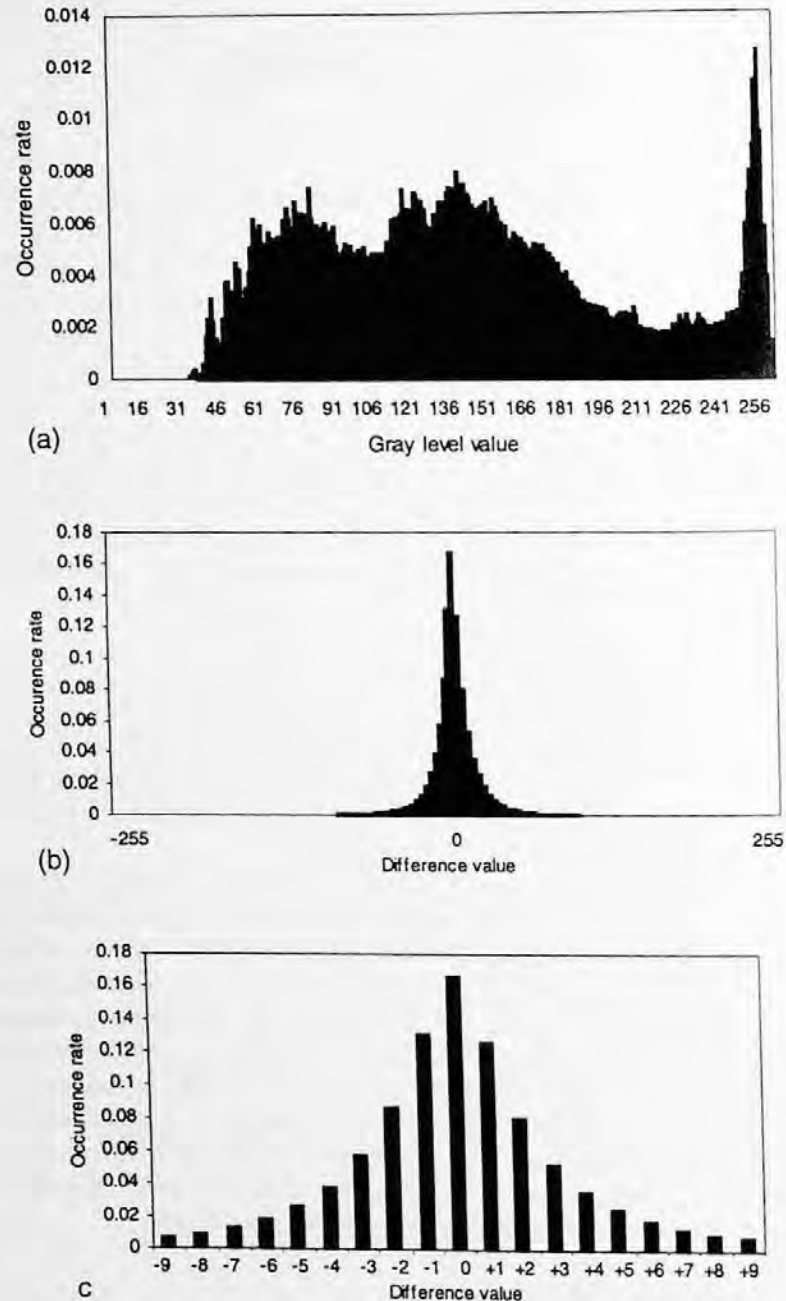 0.014
0.012
0.01
0.008
0.006
0.004
0.002
0
Occurrence rate
1 16 31 46 61 76 91 106 121 136 151 166 181 196 211 226 241 256
(a)
Gray level value
0.18
0.16
0.14
0.12
0.1
0.08
0.06
0.04
0.02
0
Occurence rate
-255 0 255
(b)
Difference value
0.18
0.16
0.14
0.12
0.1
0.08
0.06
0.04
0.02
0
Occurrence rate
-9 -8 -7 -6 -5 -4 -3 -2 -1 0 +1 +2 +3 +4 +5 +6 +7 +8 +9
c
Difference value